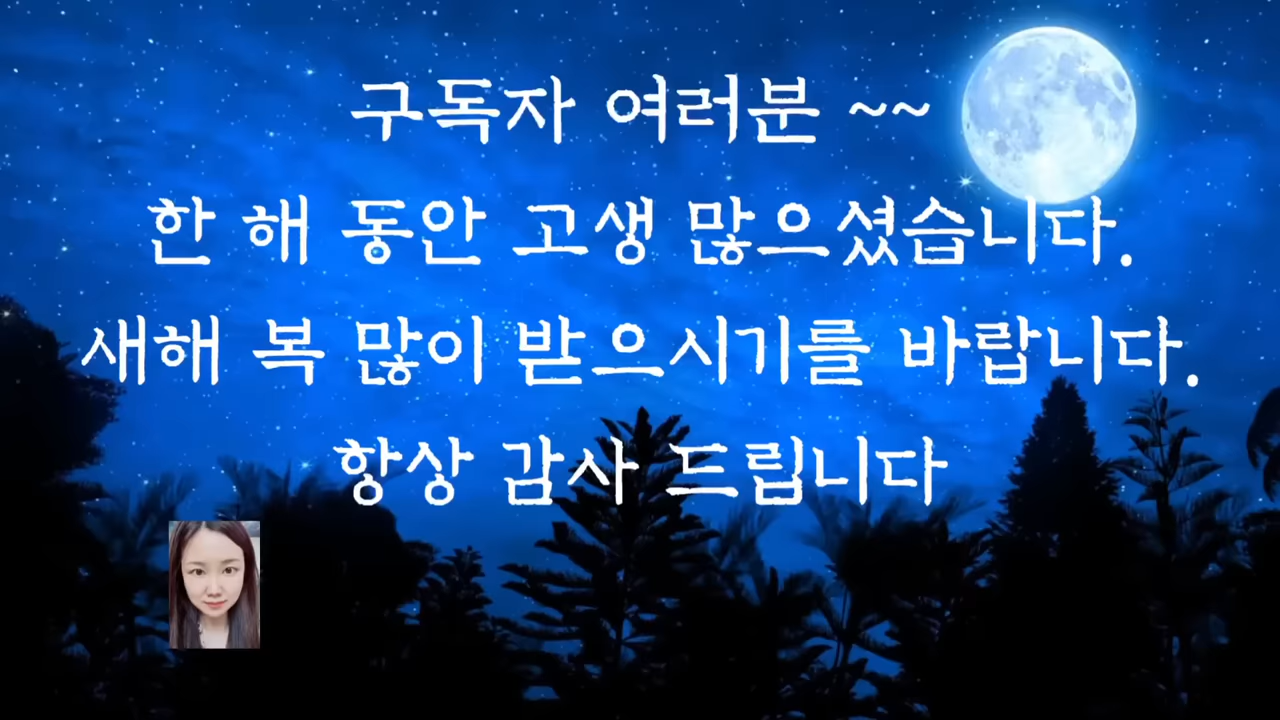 구독자 여러분 ~~
한 해 동안 고생 많으셨습니다.
새해 복 많이 받으시기를 바랍니다.
항상 감사 드립니다